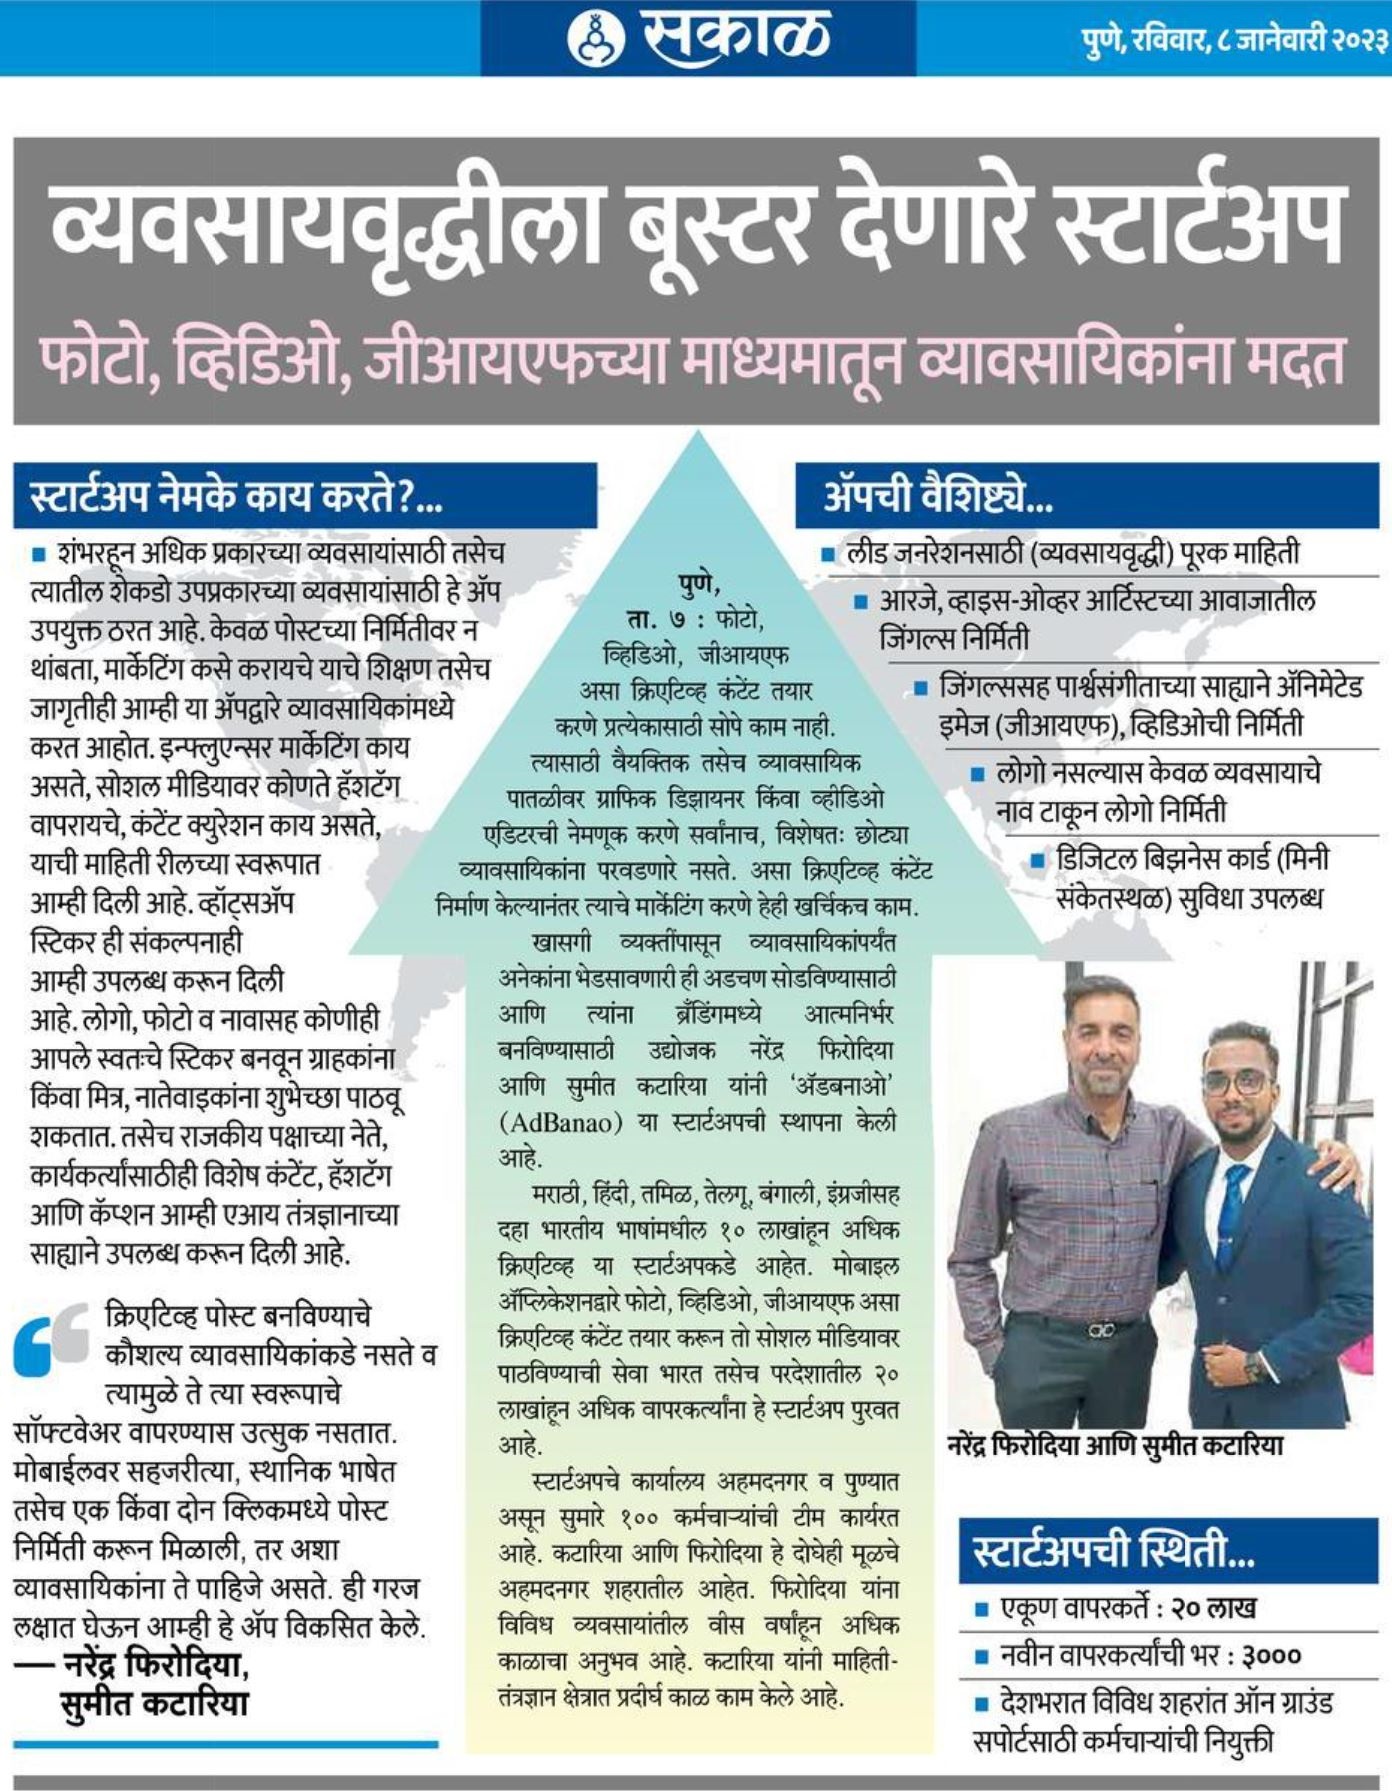 सकाळ
पुणे, रविवार, ८ जानेवारी २०२३
व्यवसायवृद्धीला बूस्टर देणारे स्टार्टअप
फोटो, व्हिडिओ, जीआयएफच्या माध्यमातून व्यावसायिकांना मदत
स्टार्टअप नेमके काय करते?...
शंभरहून अधिक प्रकारच्या व्यवसायांसाठी तसेच
त्यातील शेकडो उपप्रकारच्या व्यवसायांसाठी हे ॲप
उपयुक्त ठरत आहे. केवळ पोस्टच्या निर्मितीवर न
थांबता, मार्केटिंग कसे करायचे याचे शिक्षण तसेच
जागृतीही आम्ही या ॲपद्वारे व्यावसायिकांमध्ये
करत आहोत. इन्फ्लुएन्सर मार्केटिंग काय
असते, सोशल मीडियावर कोणते हॅशटॅग
वापरायचे, कंटेंट क्युरेशन काय असते,
याची माहिती रीलच्या स्वरूपात
आम्ही दिली आहे. व्हॉट्सॲप
स्टिकर ही संकल्पनाही
आम्ही उपलब्ध करून दिली
आहे. लोगो, फोटो व नावासह कोणीही
आपले स्वतःचे स्टिकर बनवून ग्राहकांना
किंवा मित्र, नातेवाइकांना शुभेच्छा पाठवू
शकतात. तसेच राजकीय पक्षाच्या नेते,
कार्यकर्त्यांसाठीही विशेष कंटेंट, हॅशटॅग
आणि कॅप्शन आम्ही एआय तंत्रज्ञानाच्या
साह्याने उपलब्ध करून दिली आहे.
क्रिएटिव्ह पोस्ट बनविण्याचे
कौशल्य व्यावसायिकांकडे नसते व
त्यामुळे ते त्या स्वरूपाचे
सॉफ्टवेअर वापरण्यास उत्सुक नसतात.
मोबाईलवर सहजरीत्या, स्थानिक भाषेत
तसेच एक किंवा दोन क्लिकमध्ये पोस्ट
निर्मिती करून मिळाली, तर अशा
व्यावसायिकांना ते पाहिजे असते. ही गरज
लक्षात घेऊन आम्ही हे ॲप विकसित केले.
— नरेंद्र फिरोदिया,
सुमीत कटारिया
पुणे,
ता. ७ : फोटो,
व्हिडिओ, जीआयएफ
असा क्रिएटिव्ह कंटेंट तयार
करणे प्रत्येकासाठी सोपे काम नाही.
त्यासाठी वैयक्तिक तसेच व्यावसायिक
पातळीवर ग्राफिक डिझायनर किंवा व्हीडिओ
एडिटरची नेमणूक करणे सर्वांनाच, विशेषतः छोट्या
व्यावसायिकांना परवडणारे नसते. असा क्रिएटिव्ह कंटेंट
निर्माण केल्यानंतर त्याचे मार्केटिंग करणे हेही खर्चिकच काम.
खासगी व्यक्तींपासून व्यावसायिकांपर्यंत
अनेकांना भेडसावणारी ही अडचण सोडविण्यासाठी
आणि त्यांना ब्रँडिंगमध्ये आत्मनिर्भर
बनविण्यासाठी उद्योजक नरेंद्र फिरोदिया
आणि सुमीत कटारिया यांनी ‘ॲडबनाओ’
(AdBanao) या स्टार्टअपची स्थापना केली
आहे.
मराठी, हिंदी, तमिळ, तेलगू, बंगाली, इंग्रजीसह
दहा भारतीय भाषांमधील १० लाखांहून अधिक
क्रिएटिव्ह या स्टार्टअपकडे आहेत. मोबाइल
ॲप्लिकेशनद्वारे फोटो, व्हिडिओ, जीआयएफ असा
क्रिएटिव्ह कंटेंट तयार करून तो सोशल मीडियावर
पाठविण्याची सेवा भारत तसेच परदेशातील २०
लाखांहून अधिक वापरकर्त्यांना हे स्टार्टअप पुरवत
आहे.
स्टार्टअपचे कार्यालय अहमदनगर व पुण्यात
असून सुमारे १०० कर्मचाऱ्यांची टीम कार्यरत
आहे. कटारिया आणि फिरोदिया हे दोघेही मूळचे
अहमदनगर शहरातील आहेत. फिरोदिया यांना
विविध व्यवसायांतील वीस वर्षांहून अधिक
काळाचा अनुभव आहे. कटारिया यांनी माहिती-
तंत्रज्ञान क्षेत्रात प्रदीर्घ काळ काम केले आहे.
ॲपची वैशिष्ट्ये...
लीड जनरेशनसाठी (व्यवसायवृद्धी) पूरक माहिती
आरजे, व्हाइस-ओव्हर आर्टिस्टच्या आवाजातील
जिंगल्स निर्मिती
जिंगल्ससह पार्श्वसंगीताच्या साह्याने ॲनिमेटेड
इमेज (जीआयएफ), व्हिडिओची निर्मिती
लोगो नसल्यास केवळ व्यवसायाचे
नाव टाकून लोगो निर्मिती
डिजिटल बिझनेस कार्ड (मिनी
संकेतस्थळ) सुविधा उपलब्ध
नरेंद्र फिरोदिया आणि सुमीत कटारिया
स्टार्टअपची स्थिती...
एकूण वापरकर्ते : २० लाख
नवीन वापरकर्त्यांची भर : ३०००
देशभरात विविध शहरांत ऑन ग्राउंड
सपोर्टसाठी कर्मचाऱ्यांची नियुक्ती